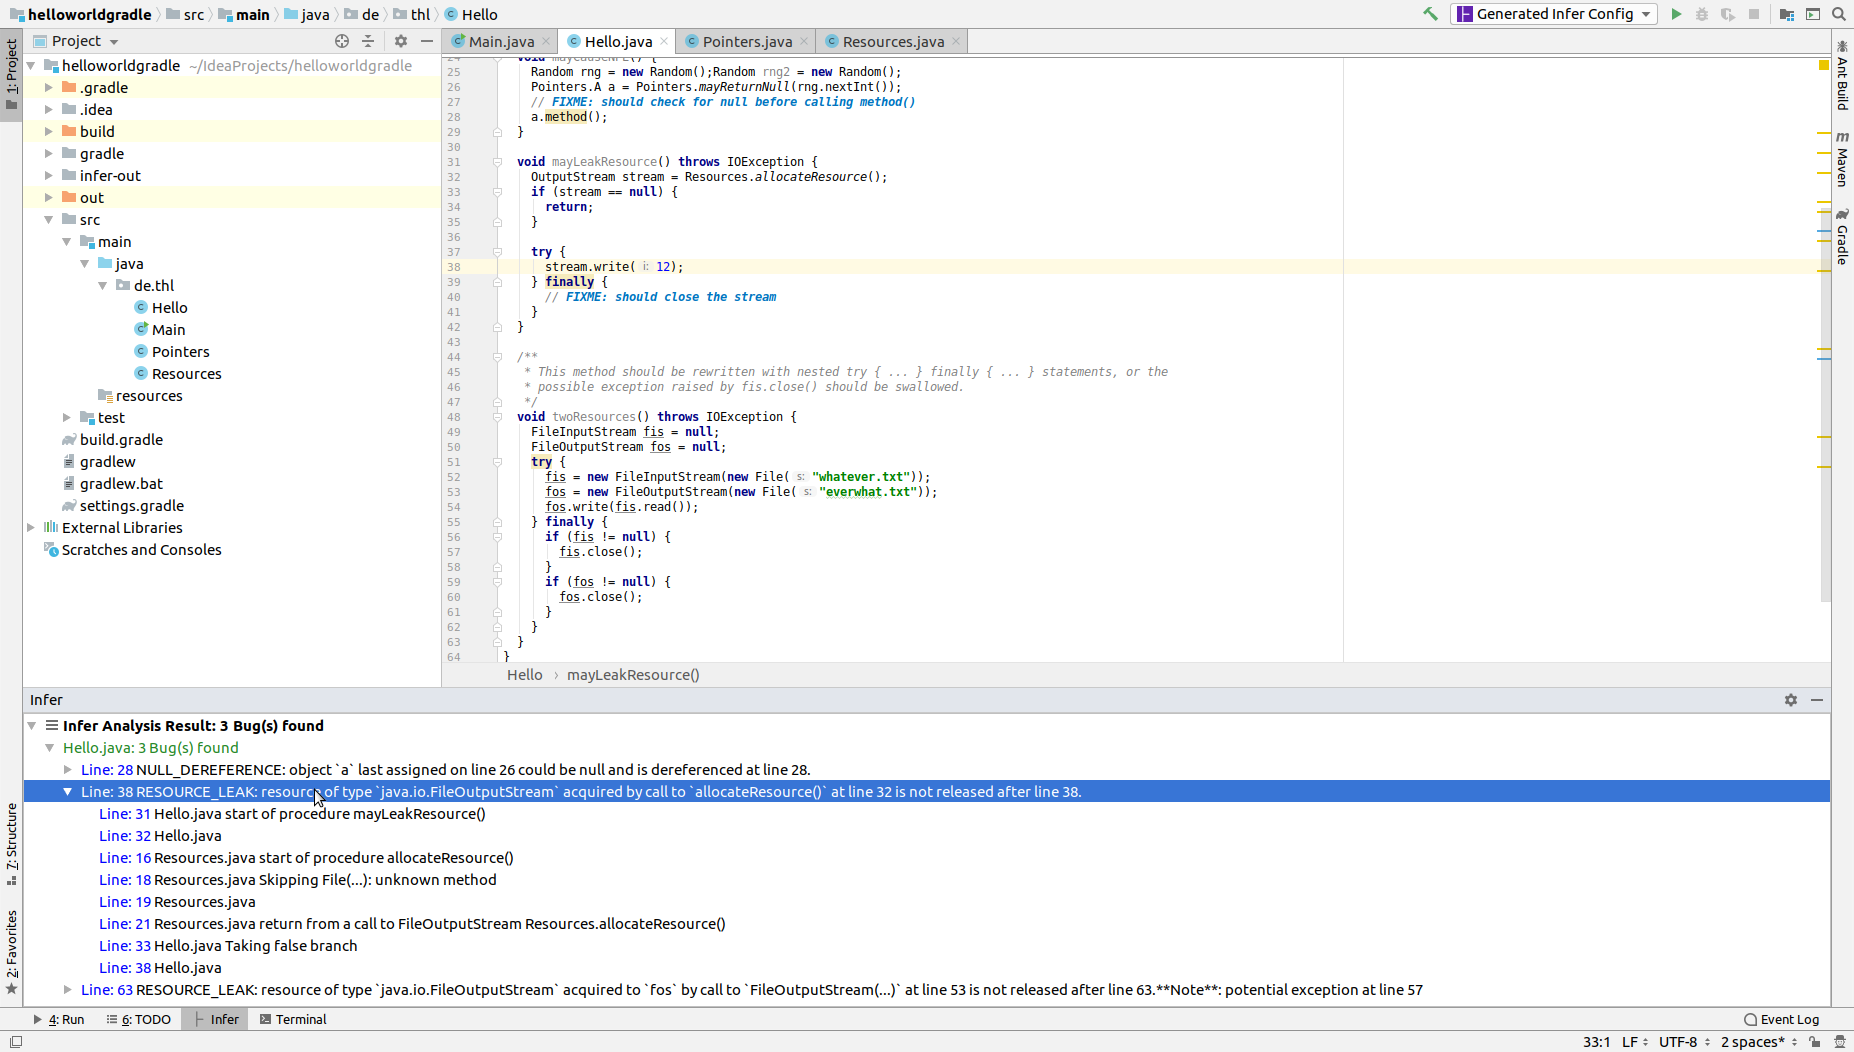 helloworldgradle src main java de thl Hello
Generated Infer Config
1: Project
Project
helloworldgradle ~/IdeaProjects/helloworldgradle
.gradle
.idea
build
gradle
infer-out
out
src
main
java
de.thl
Hello
Main
Pointers
Resources
resources
test
build.gradle
gradlew
gradlew.bat
settings.gradle
External Libraries
Scratches and Consoles
Main.java Hello.java Pointers.java Resources.java
24 void mayCauseNPE() {
25 Random rng = new Random();Random rng2 = new Random();
26 Pointers.A a = Pointers.mayReturnNull(rng.nextInt());
27 // FIXME: should check for null before calling method()
28 a.method();
29 }
30
31 void mayLeakResource() throws IOException {
32 OutputStream stream = Resources.allocateResource();
33 if (stream == null) {
34 return;
35 }
36
37 try {
38 stream.write( i: 12);
39 } finally {
40 // FIXME: should close the stream
41 }
42 }
43
44 /**
45 * This method should be rewritten with nested try { ... } finally { ... } statements, or the
46 * possible exception raised by fis.close() should be swallowed.
47 */
48 void twoResources() throws IOException {
49 FileInputStream fis = null;
50 FileOutputStream fos = null;
51 try {
52 fis = new FileInputStream(new File( s: "whatever.txt"));
53 fos = new FileOutputStream(new File( s: "everwhat.txt"));
54 fos.write(fis.read());
55 } finally {
56 if (fis != null) {
57 fis.close();
58 }
59 if (fos != null) {
60 fos.close();
61 }
62 }
63 }
64 }
Hello › mayLeakResource()
Ant Build
Maven
Gradle
Infer
Infer Analysis Result: 3 Bug(s) found
Hello.java: 3 Bug(s) found
Line: 28 NULL_DEREFERENCE: object `a` last assigned on line 26 could be null and is dereferenced at line 28.
Line: 38 RESOURCE_LEAK: resource of type `java.io.FileOutputStream` acquired by call to `allocateResource()` at line 32 is not released after line 38.
Line: 31 Hello.java start of procedure mayLeakResource()
Line: 32 Hello.java
Line: 16 Resources.java start of procedure allocateResource()
Line: 18 Resources.java Skipping File(...): unknown method
Line: 19 Resources.java
Line: 21 Resources.java return from a call to FileOutputStream Resources.allocateResource()
Line: 33 Hello.java Taking false branch
Line: 38 Hello.java
Line: 63 RESOURCE_LEAK: resource of type `java.io.FileOutputStream` acquired to `fos` by call to `FileOutputStream(...)` at line 53 is not released after line 63.**Note**: potential exception at line 57
7: Structure
2: Favorites
4: Run 6: TODO Infer Terminal Event Log
33:1 LF UTF-8 2 spaces*